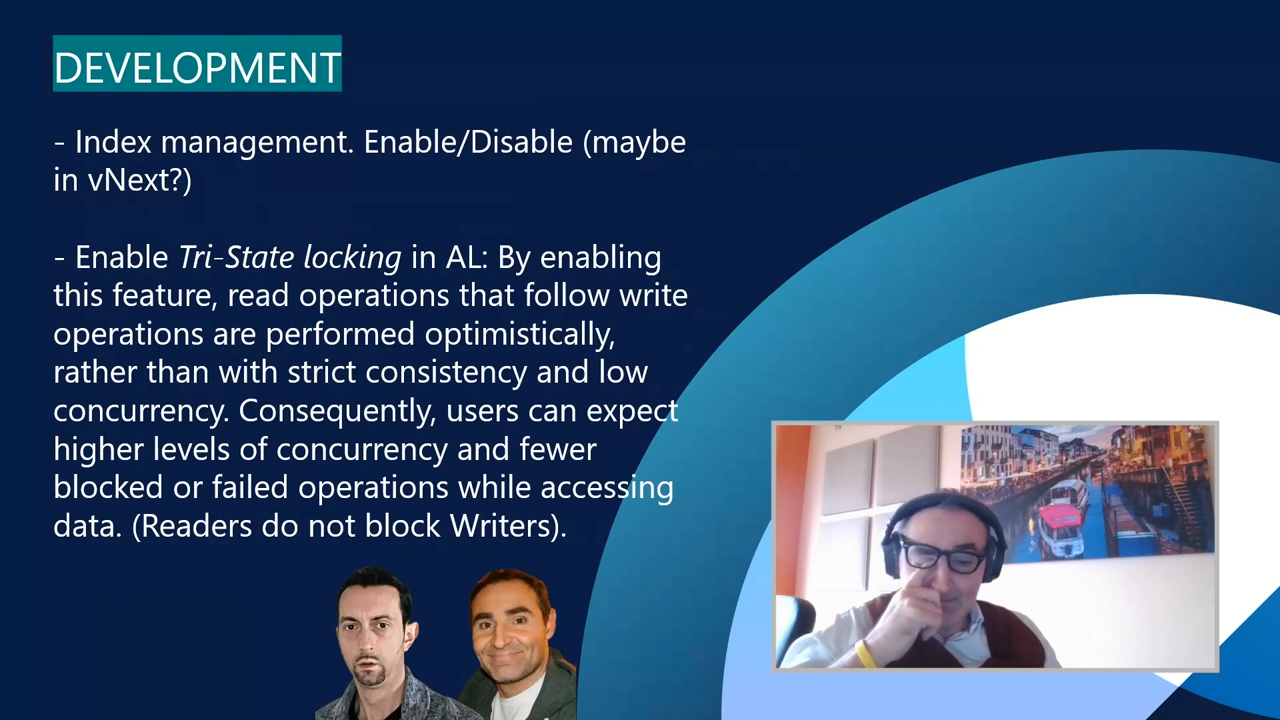 DEVELOPMENT
- Index management. Enable/Disable (maybe
in vNext?)
- Enable Tri-State locking in AL: By enabling
this feature, read operations that follow write
operations are performed optimistically,
rather than with strict consistency and low
concurrency. Consequently, users can expect
higher levels of concurrency and fewer
blocked or failed operations while accessing
data. (Readers do not block Writers).